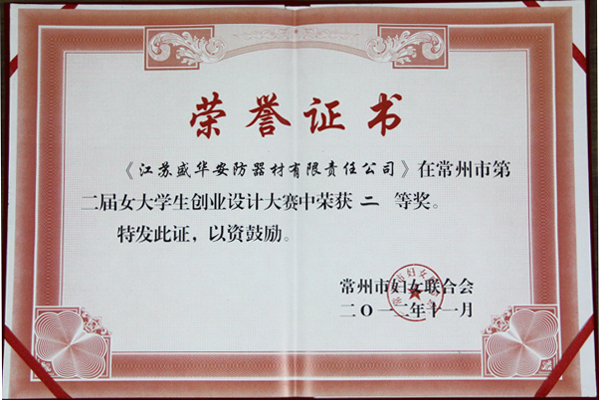 荣誉证书
《江苏盛华安防器材有限责任公司》在常州市第
二届女大学生创业设计大赛中荣获 二 等奖。
特发此证，以资鼓励。
常州市妇女联合会
二〇一二年十一月